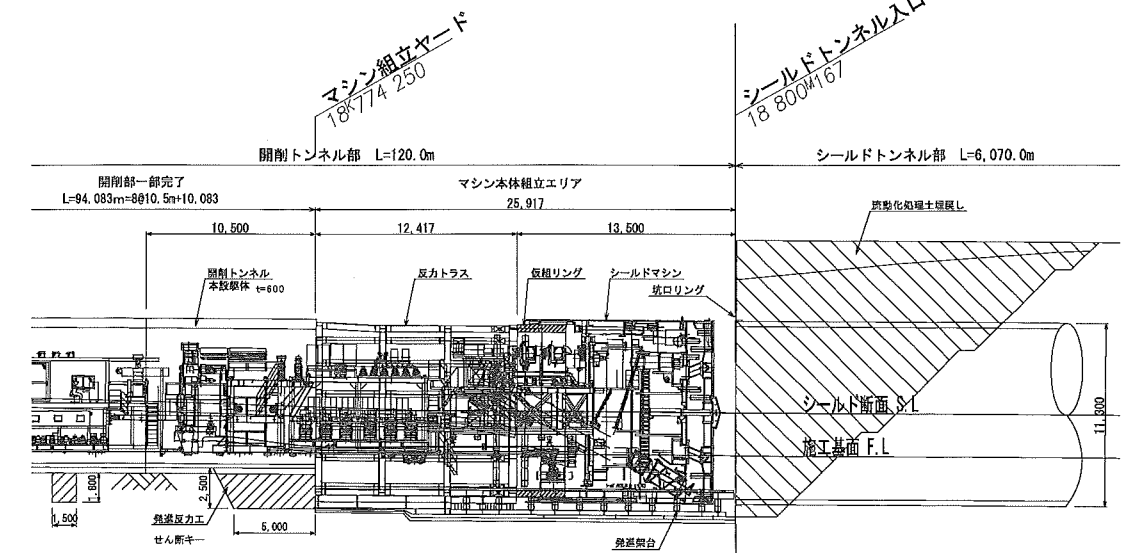 マシン組立ヤード
18K774 250
シールドトンネル入口
18 800M167
開削トンネル部 L=120.0m
シールドトンネル部 L=6,070.0m
開削部一部完了
L=94.083m=8@10.5m+10.083
マシン本体組立エリア
25,917
流動化処理土埋戻し
10,500
12,417
13,500
開削トンネル
本設躯体 t=600
反力トラス
仮組リング
シールドマシン
坑口リング
シールド断面 S.L
施工基面 F.L
11,300
1,800
2,500
1,500
5,000
発進反力工
せん断キー
発進架台